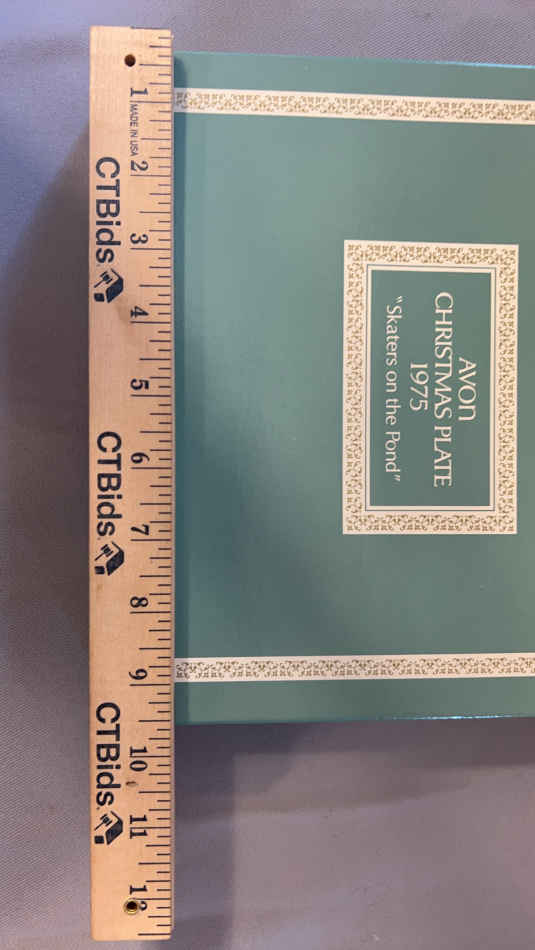 1
MADE IN USA
2
3
4
5
6
7
8
9
10
11
12
CTBids
CTBids
CTBids
AVON
CHRISTMAS PLATE
1975
"Skaters on the Pond"